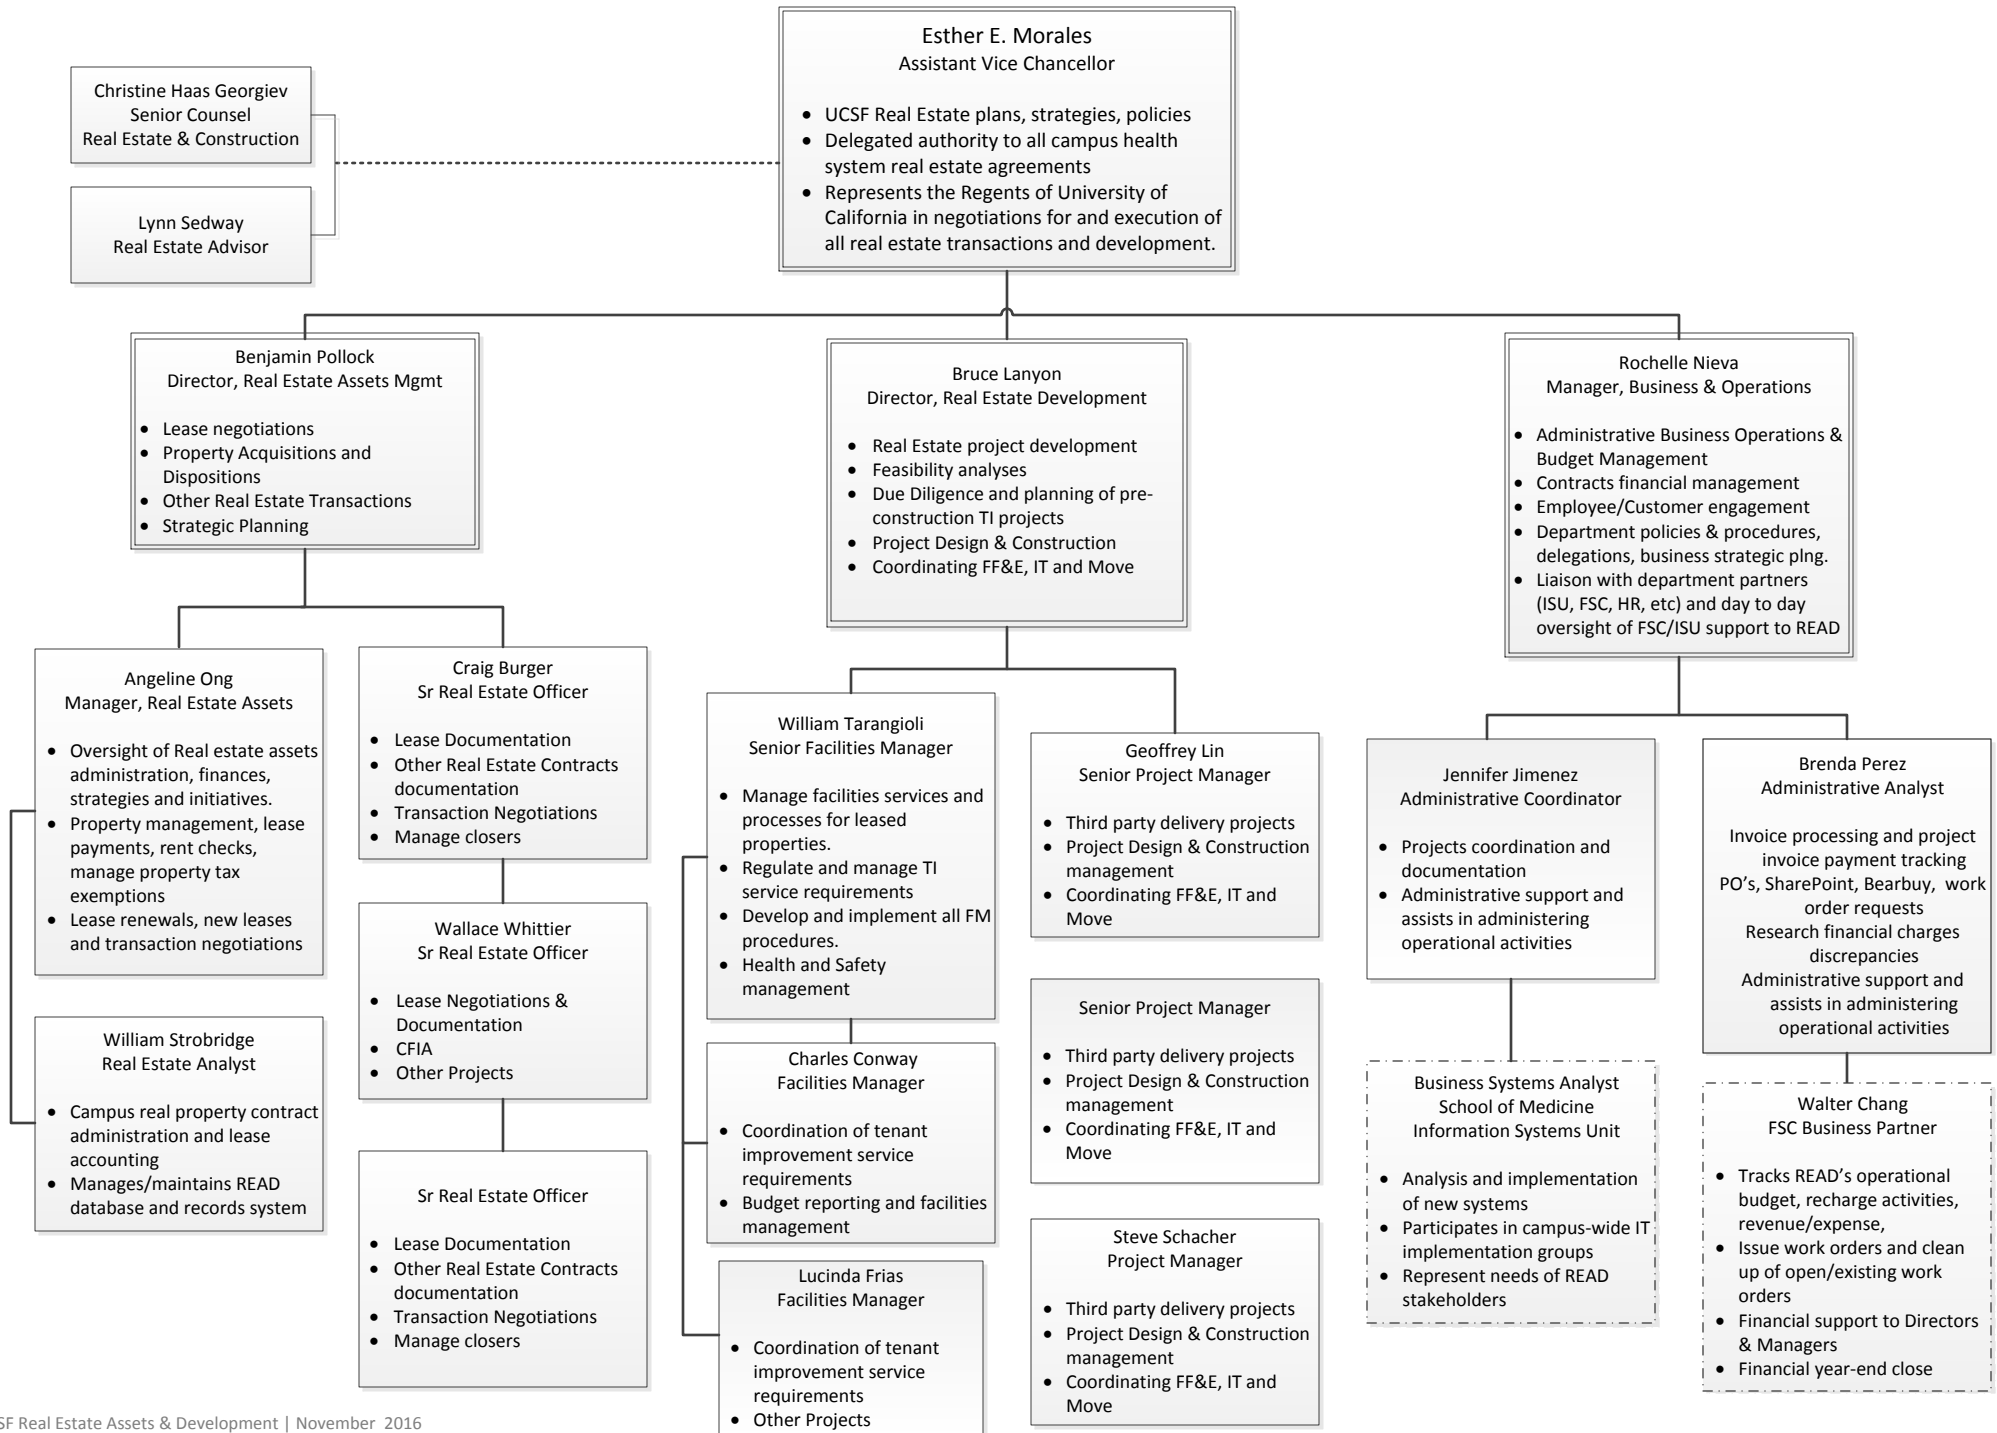 Esther E. Morales
Assistant Vice Chancellor
• UCSF Real Estate plans, strategies, policies
• Delegated authority to all campus health
system real estate agreements
• Represents the Regents of University of
California in negotiations for and execution of
all real estate transactions and development.
Christine Haas Georgiev
Senior Counsel
Real Estate & Construction
Lynn Sedway
Real Estate Advisor
Benjamin Pollock
Director, Real Estate Assets Mgmt
• Lease negotiations
• Property Acquisitions and
Dispositions
• Other Real Estate Transactions
• Strategic Planning
Bruce Lanyon
Director, Real Estate Development
• Real Estate project development
• Feasibility analyses
• Due Diligence and planning of pre-
construction TI projects
• Project Design & Construction
• Coordinating FF&E, IT and Move
Rochelle Nieva
Manager, Business & Operations
• Administrative Business Operations &
Budget Management
• Contracts financial management
• Employee/Customer engagement
• Department policies & procedures,
delegations, business strategic plng.
• Liaison with department partners
(ISU, FSC, HR, etc) and day to day
oversight of FSC/ISU support to READ
Angeline Ong
Manager, Real Estate Assets
• Oversight of Real estate assets
administration, finances,
strategies and initiatives.
• Property management, lease
payments, rent checks,
manage property tax
exemptions
• Lease renewals, new leases
and transaction negotiations
William Strobridge
Real Estate Analyst
• Campus real property contract
administration and lease
accounting
• Manages/maintains READ
database and records system
Craig Burger
Sr Real Estate Officer
• Lease Documentation
• Other Real Estate Contracts
documentation
• Transaction Negotiations
• Manage closers
Wallace Whittier
Sr Real Estate Officer
• Lease Negotiations &
Documentation
• CFIA
• Other Projects
Sr Real Estate Officer
• Lease Documentation
• Other Real Estate Contracts
documentation
• Transaction Negotiations
• Manage closers
William Tarangioli
Senior Facilities Manager
• Manage facilities services and
processes for leased
properties.
• Regulate and manage TI
service requirements
• Develop and implement all FM
procedures.
• Health and Safety
management
Charles Conway
Facilities Manager
• Coordination of tenant
improvement service
requirements
• Budget reporting and facilities
management
Lucinda Frias
Facilities Manager
• Coordination of tenant
improvement service
requirements
• Other Projects
Geoffrey Lin
Senior Project Manager
• Third party delivery projects
• Project Design & Construction
management
• Coordinating FF&E, IT and
Move
Senior Project Manager
• Third party delivery projects
• Project Design & Construction
management
• Coordinating FF&E, IT and
Move
Steve Schacher
Project Manager
• Third party delivery projects
• Project Design & Construction
management
• Coordinating FF&E, IT and
Move
Jennifer Jimenez
Administrative Coordinator
• Projects coordination and
documentation
• Administrative support and
assists in administering
operational activities
Business Systems Analyst
School of Medicine
Information Systems Unit
• Analysis and implementation
of new systems
• Participates in campus-wide IT
implementation groups
• Represent needs of READ
stakeholders
Brenda Perez
Administrative Analyst
Invoice processing and project
invoice payment tracking
PO's, SharePoint, Bearbuy, work
order requests
Research financial charges
discrepancies
Administrative support and
assists in administering
operational activities
Walter Chang
FSC Business Partner
• Tracks READ's operational
budget, recharge activities,
revenue/expense,
• Issue work orders and clean
up of open/existing work
orders
• Financial support to Directors
& Managers
• Financial year-end close
SF Real Estate Assets & Development | November 2016